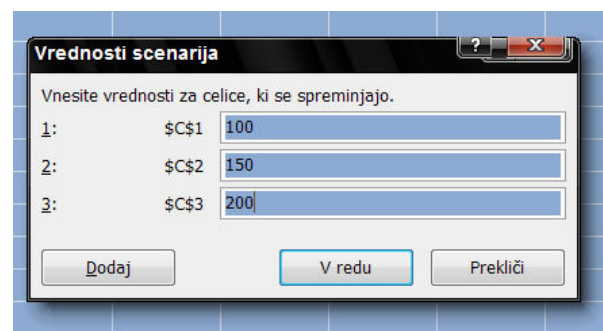 Vrednosti scenarija
?
X
Vnesite vrednosti za celice, ki se spreminjajo.
1: $C$1 100
2: $C$2 150
3: $C$3 200
Dodaj V redu Prekliči